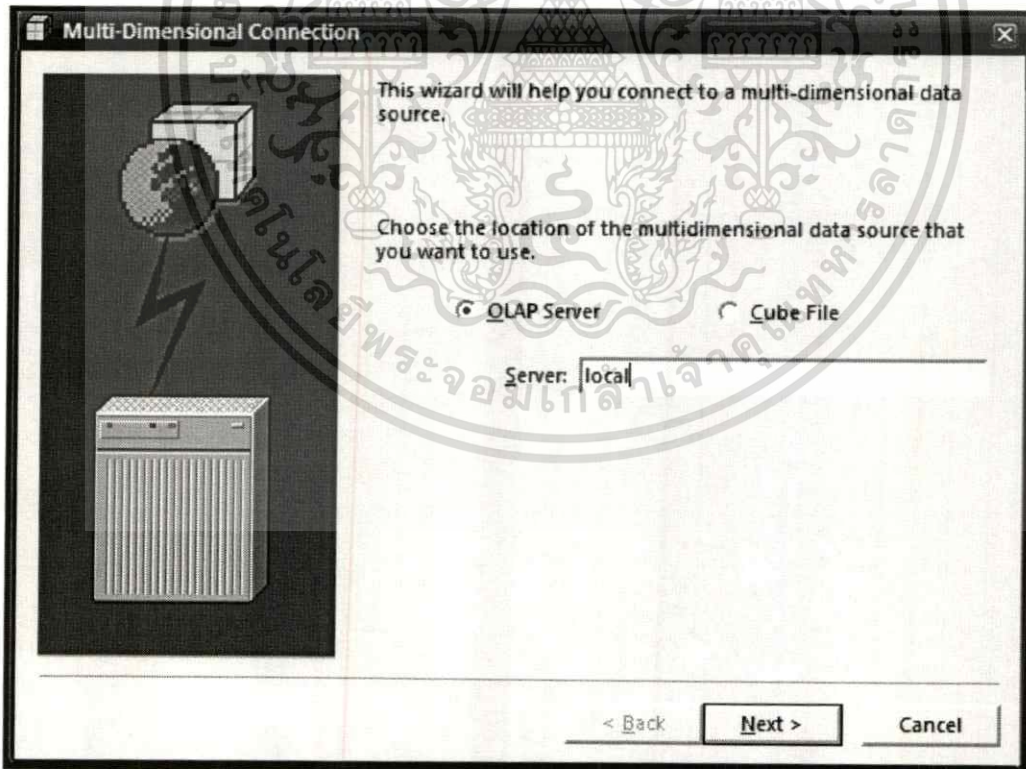 Multi-Dimensional Connection
This wizard will help you connect to a multi-dimensional data
source.
Choose the location of the multidimensional data source that
you want to use.
OLAP Server
Cube File
Server: local
< Back
Next >
Cancel